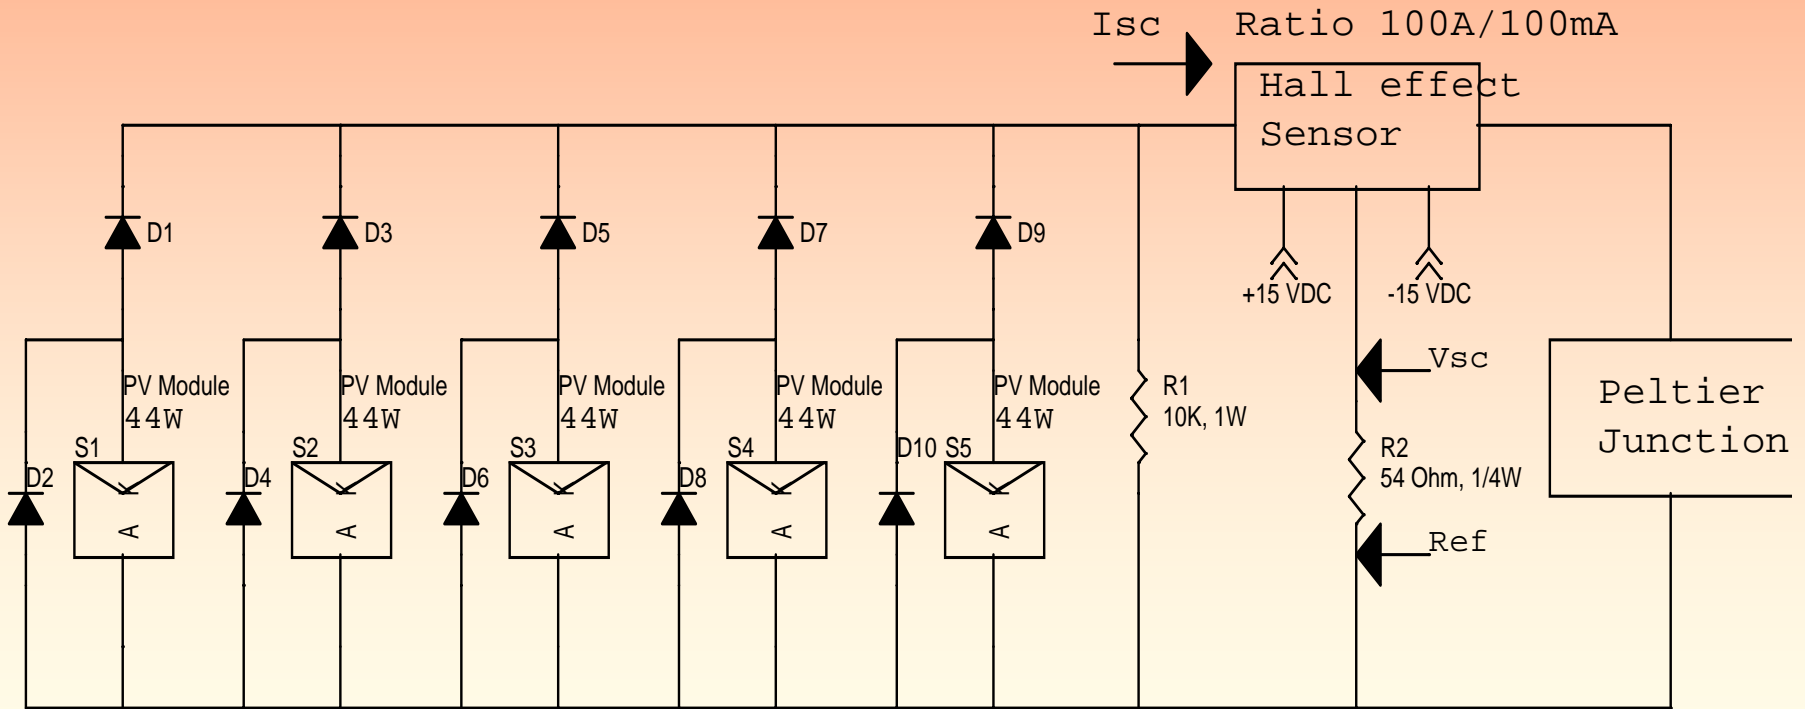 Isc Ratio 100A/100mA
Hall effect
Sensor
D1
D3
D5
D7
D9
+15 VDC
-15 VDC
Vsc
PV Module
44W
PV Module
44W
PV Module
44W
PV Module
44W
PV Module
44W
R1
10K, 1W
Peltier
Junction
S1
S2
S3
S4
D10 S5
R2
54 Ohm, 1/4W
D2
D4
D6
D8
A
A
A
A
A
Ref